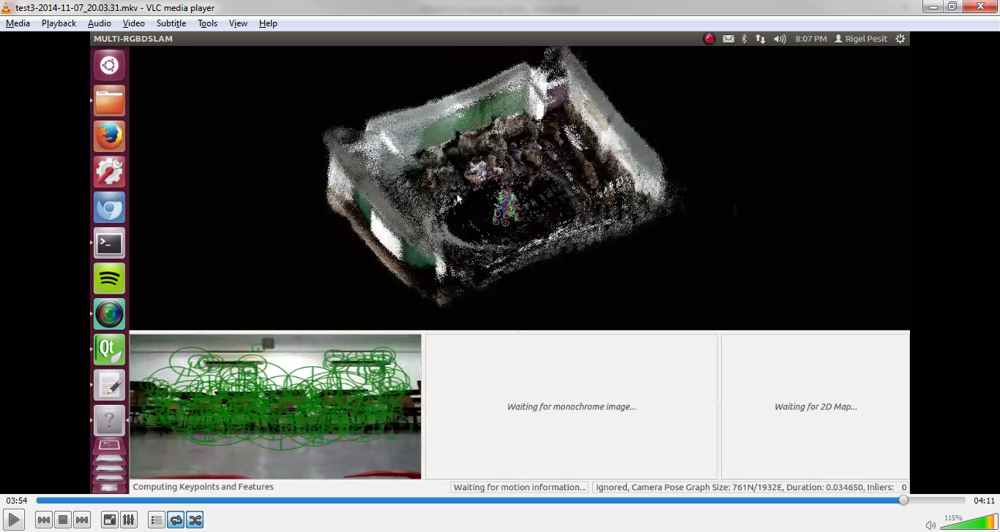 test3-2014-11-07_20.03.31.mkv - VLC media player
Media Playback Audio Video Subtitle Tools View Help
MULTI-RGBDSLAM 8:07 PM Rigel Pesit
>_
Qt
?
Waiting for monochrome image...
Waiting for 2D Map...
Computing Keypoints and Features
Waiting for motion information...
Ignored, Camera Pose Graph Size: 761N/1932E, Duration: 0.034650, Inliers: 0
03:54 04:11
115%